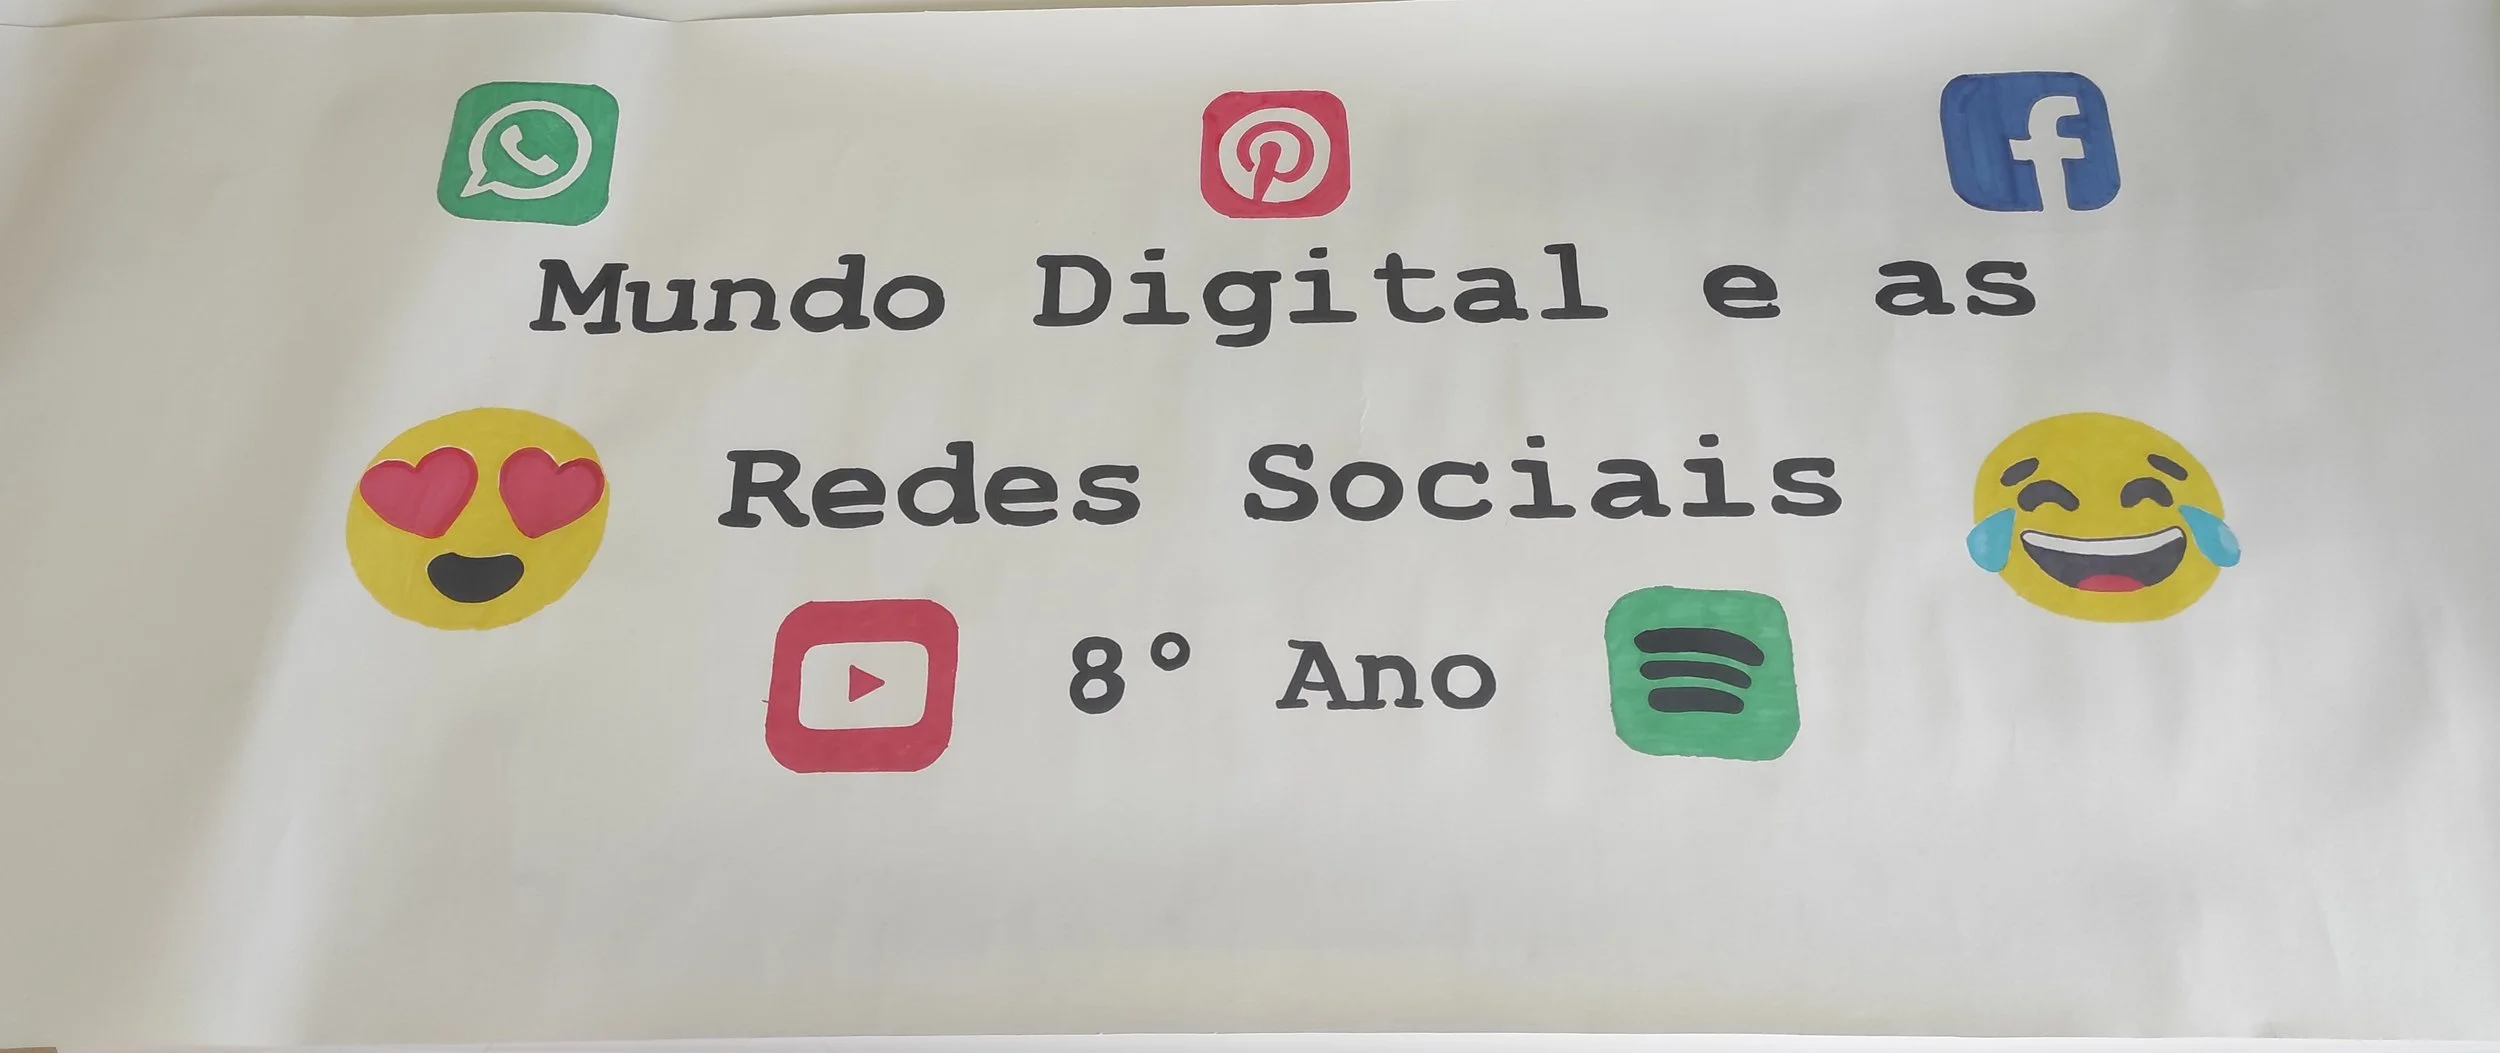 Mundo Digital e as
Redes Sociais
8° Ano